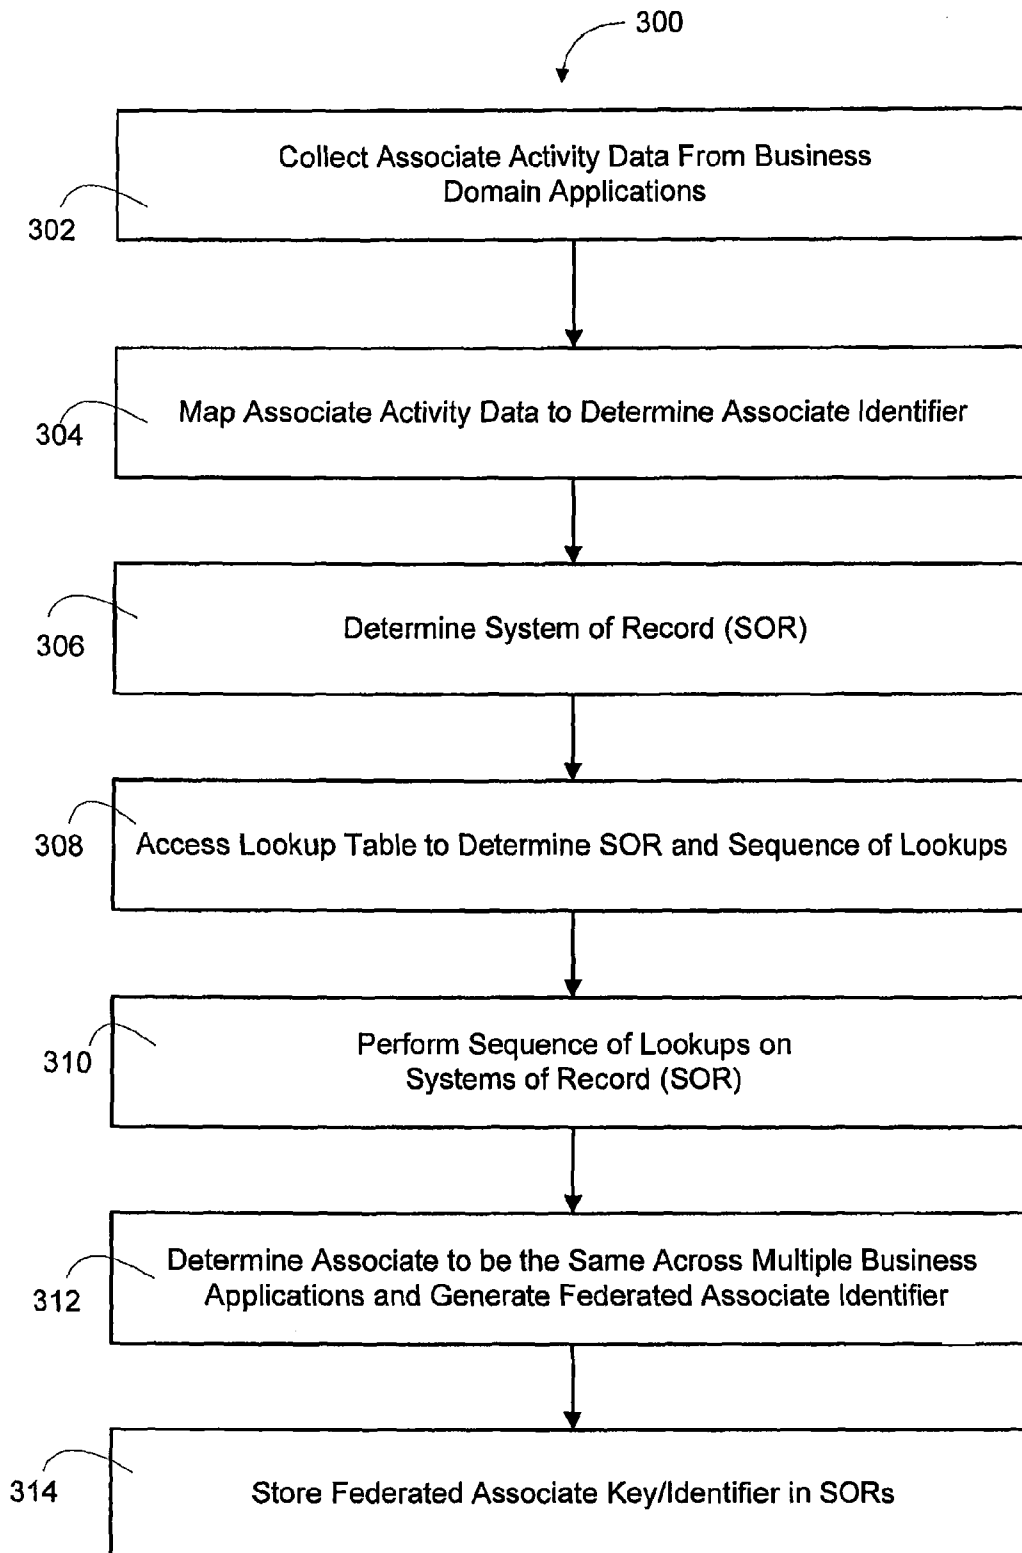 300
Collect Associate Activity Data From Business
Domain Applications
302
Map Associate Activity Data to Determine Associate Identifier
304
Determine System of Record (SOR)
306
Access Lookup Table to Determine SOR and Sequence of Lookups
308
Perform Sequence of Lookups on
Systems of Record (SOR)
310
Determine Associate to be the Same Across Multiple Business
Applications and Generate Federated Associate Identifier
312
Store Federated Associate Key/Identifier in SORs
314